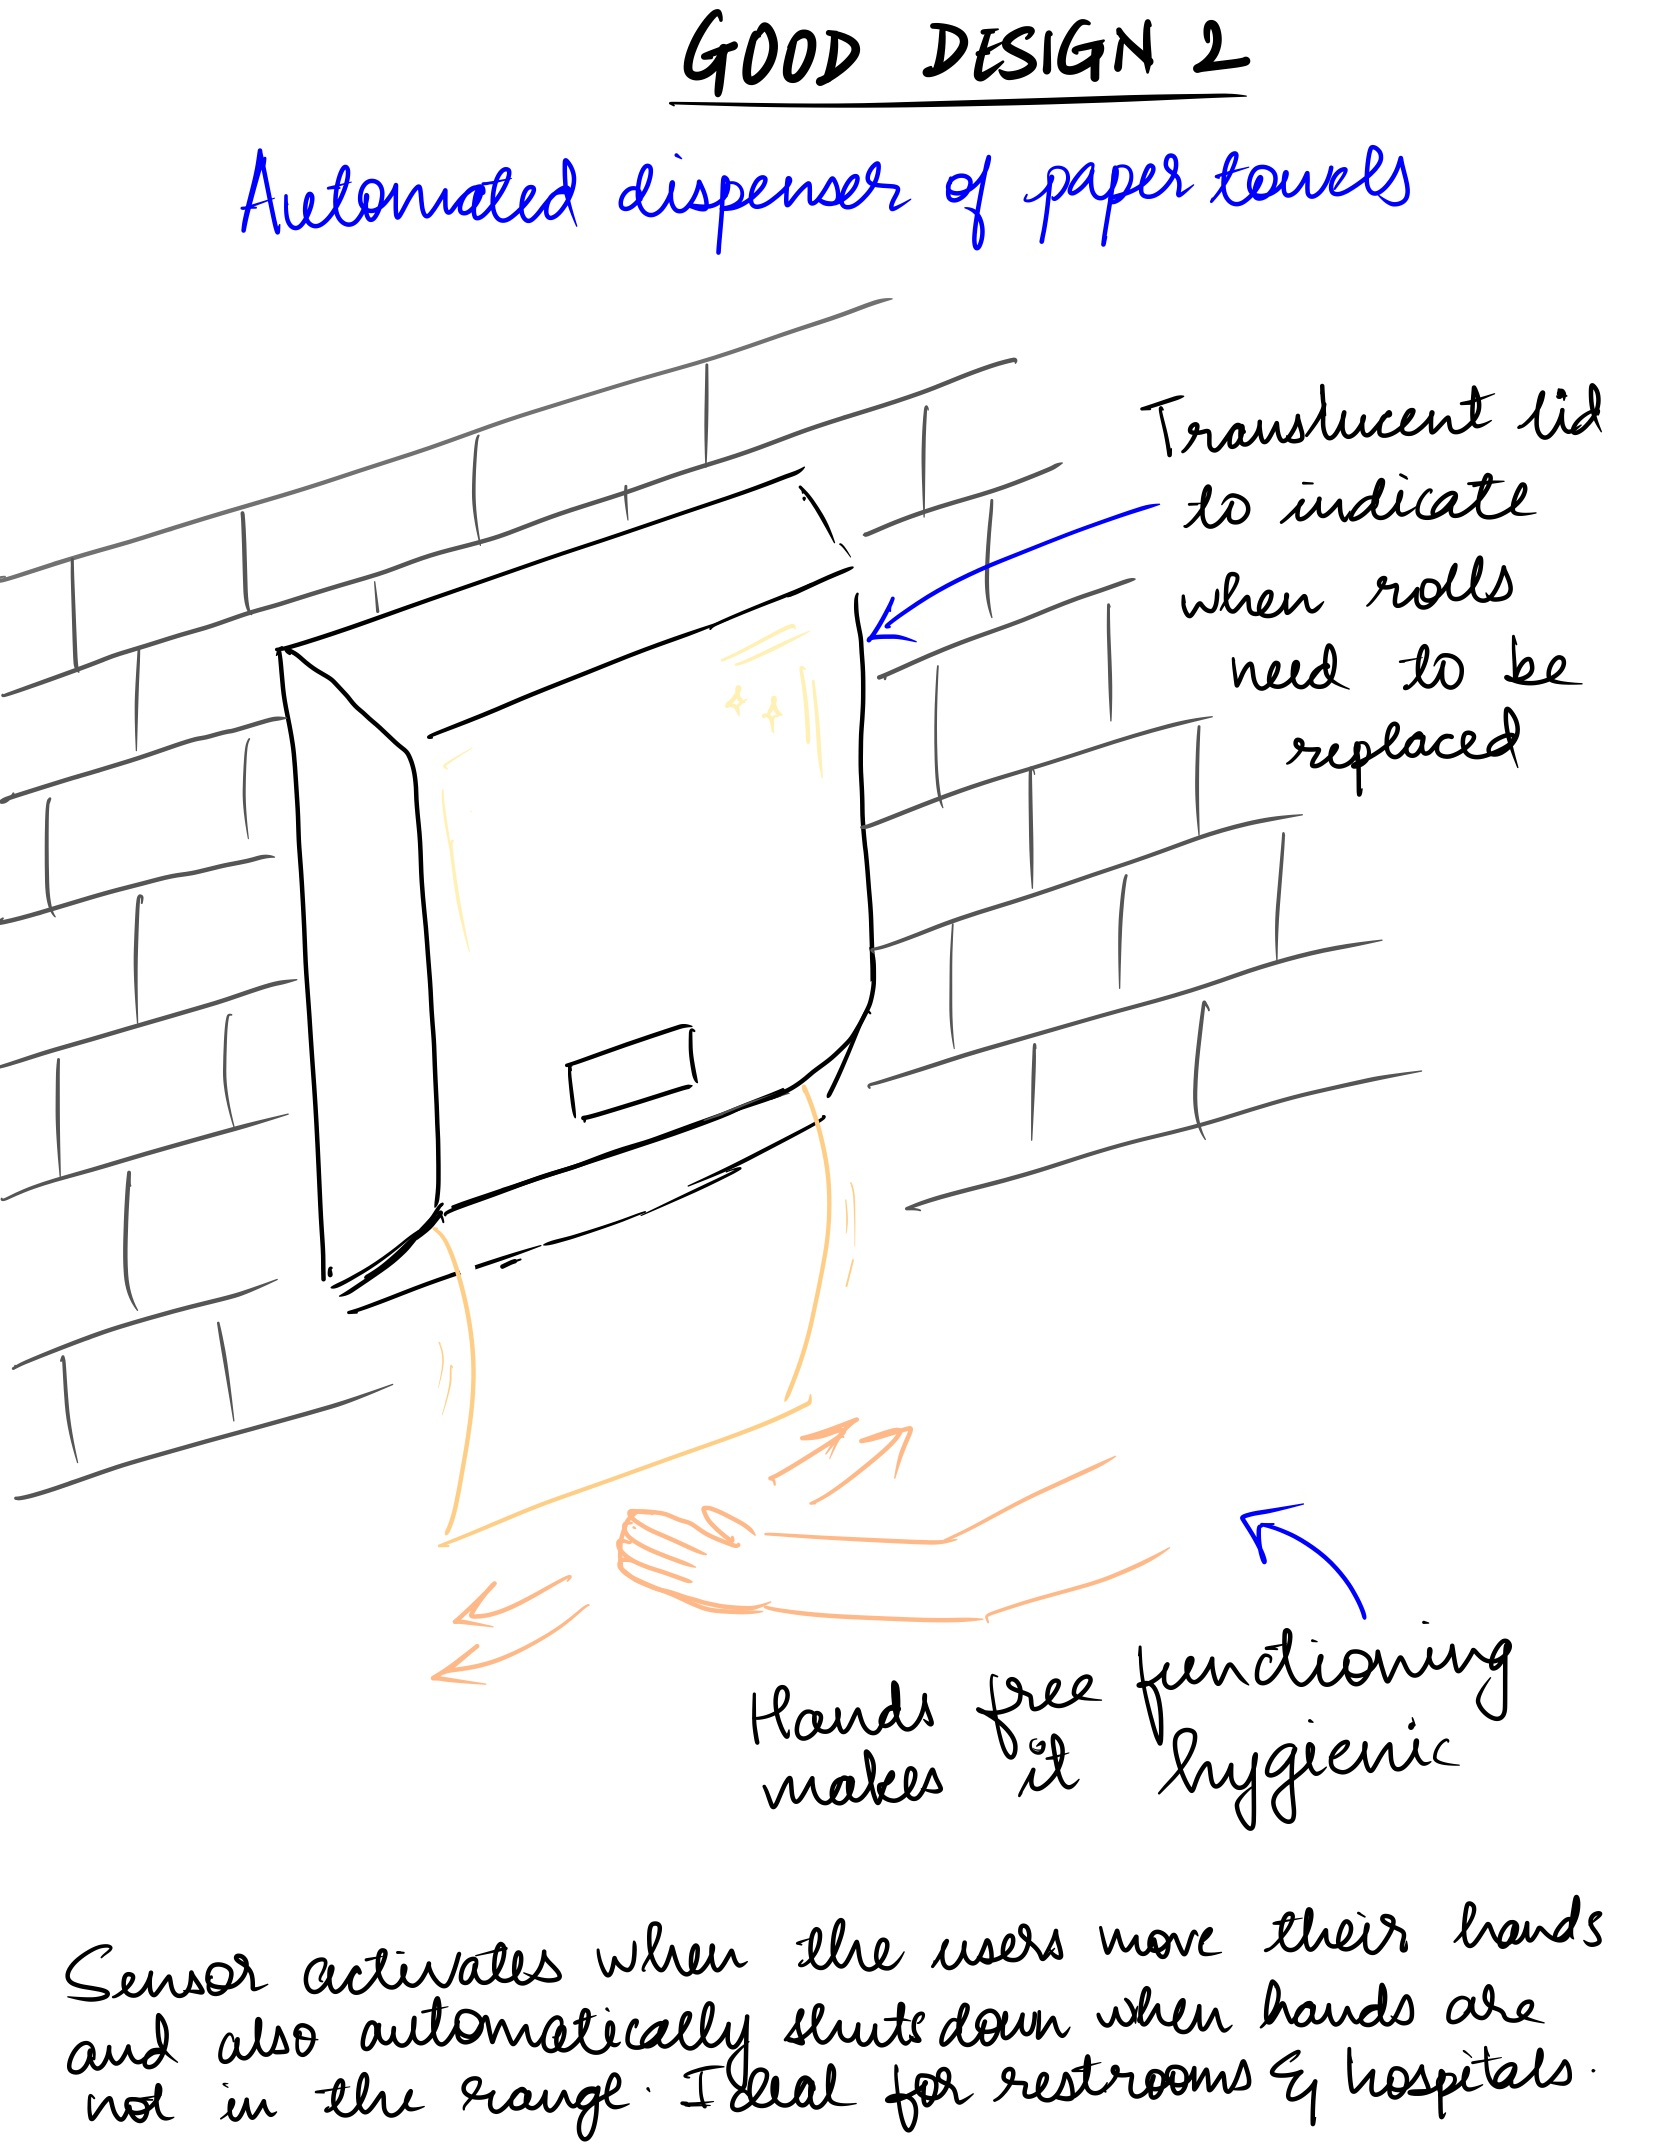 GOOD DESIGN 2
Automated dispenser of paper towels
Translucent lid
to indicate
when rolls
need to be
replaced
Hands free functioning
makes it hygienic
Sensor activates when the users move their hands
and also automatically shuts down when hands are
not in the range. Ideal for restrooms & hospitals.